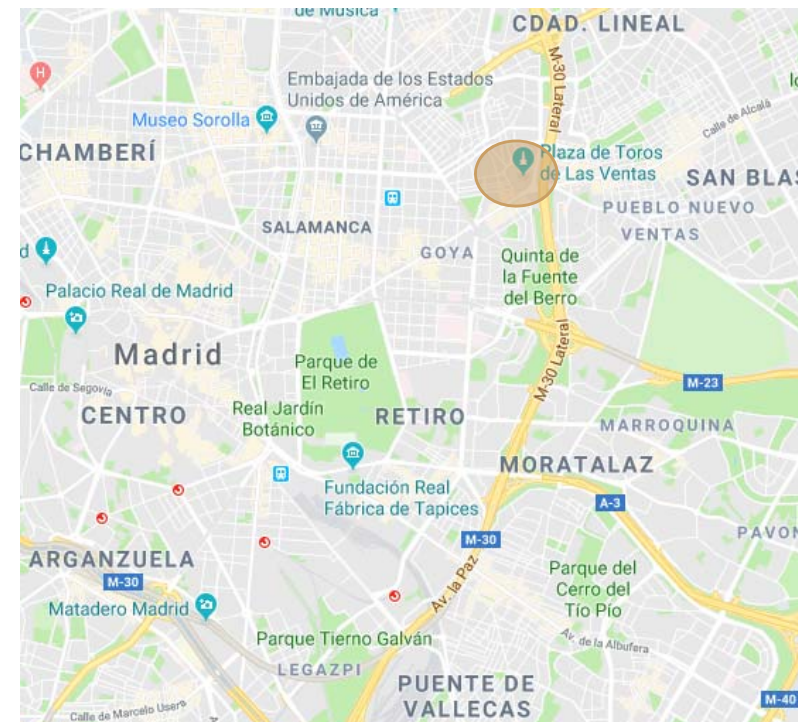 de Música
CDAD. LINEAL
M-30 Lateral
Embajada de los Estados
Unidos de América
Museo Sorolla
Calle de Alcalá
CHAMBERÍ
Plaza de Toros
de Las Ventas
SAN BLAS
PUEBLO NUEVO
VENTAS
SALAMANCA
GOYA
Quinta de
la Fuente
del Berro
Palacio Real de Madrid
Madrid
Parque de
El Retiro
M-30 Lateral
M-23
Calle de Segovia
CENTRO
Real Jardín
Botánico
RETIRO
MARROQUINA
MORATALAZ
Fundación Real
Fábrica de Tapices
A-3
M-30
PAVON
ARGANZUELA
M-30
Matadero Madrid
Av. la Paz
Parque del
Cerro del
Tío Pío
Parque Tierno Galván
Av. de la Albufera
LEGAZPI
PUENTE DE
VALLECAS
M-40
Calle de Marcelo Usera
H